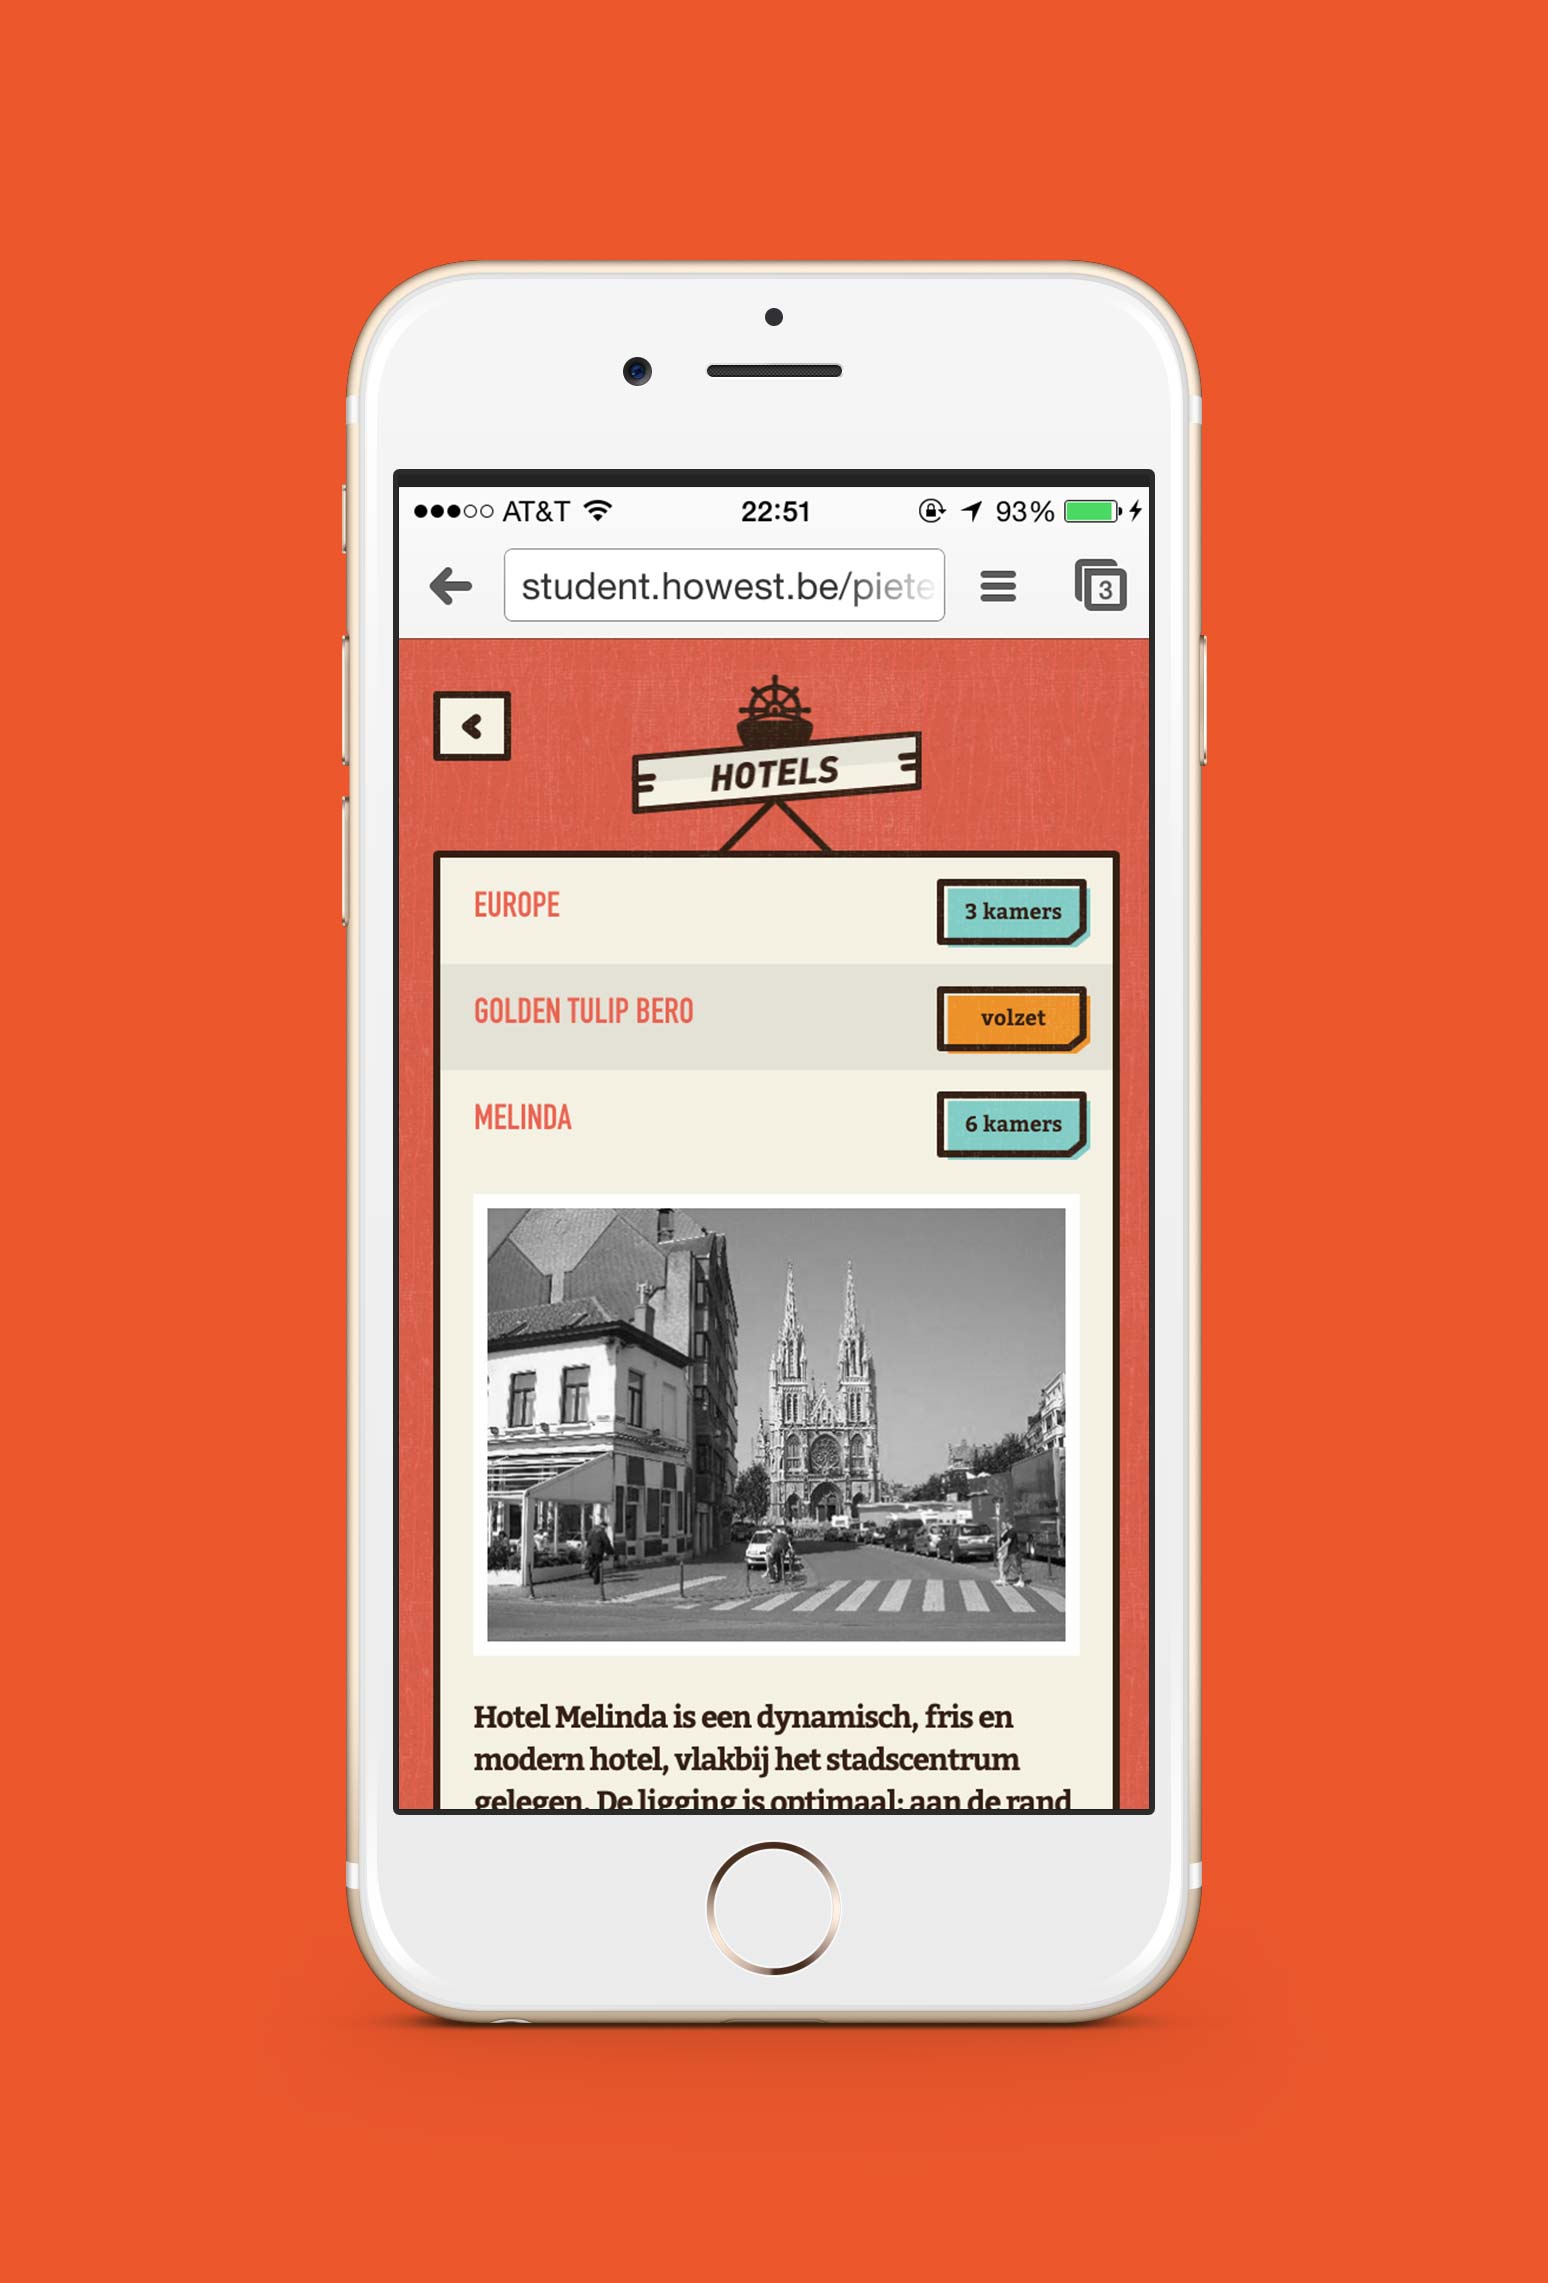 AT&T 22:51 93%
student.howest.be/piete
3
HOTELS
EUROPE 3 kamers
GOLDEN TULIP BERO volzet
MELINDA 6 kamers
Hotel Melinda is een dynamisch, fris en
modern hotel, vlakbij het stadscentrum
gelegen. De ligging is optimaal: aan de rand